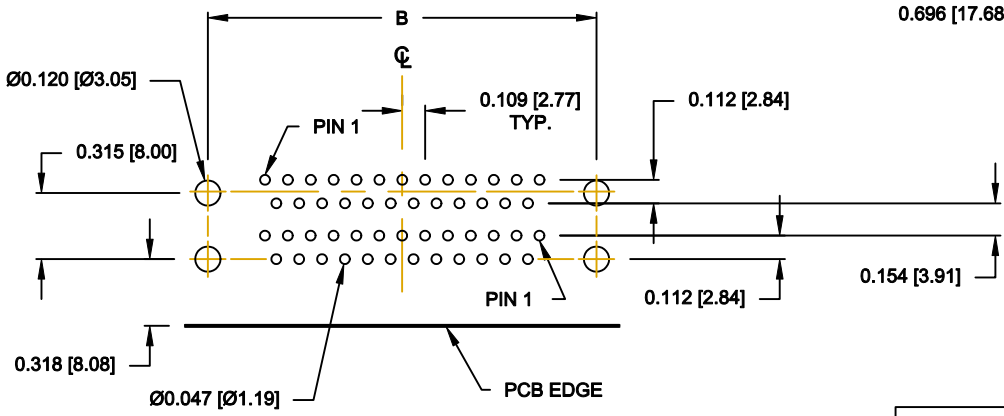 B
0.696 [17.68
℄
Ø0.120 [Ø3.05]
0.109 [2.77]
TYP.
0.112 [2.84]
PIN 1
0.315 [8.00]
0.154 [3.91]
PIN 1
0.112 [2.84]
0.318 [8.08]
Ø0.047 [Ø1.19]
PCB EDGE